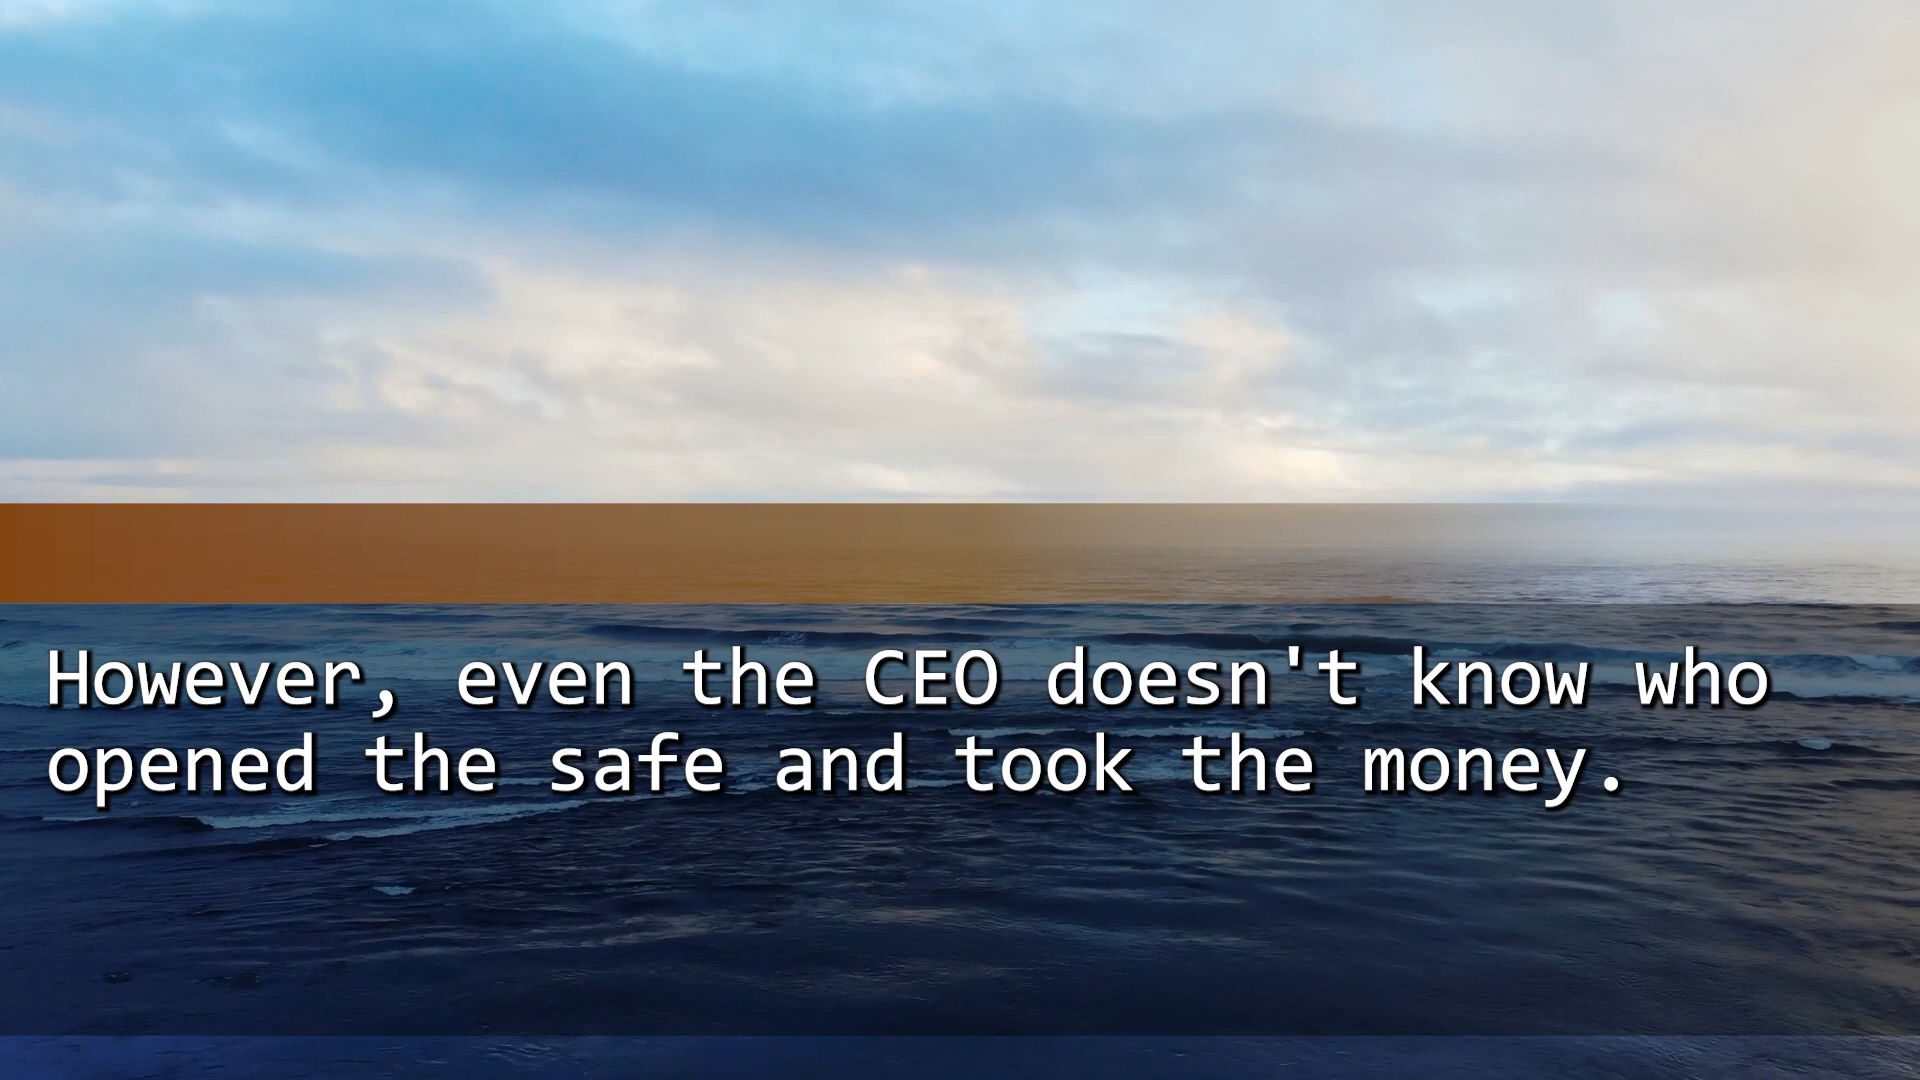 However, even the CEO doesn't know who
opened the safe and took the money.